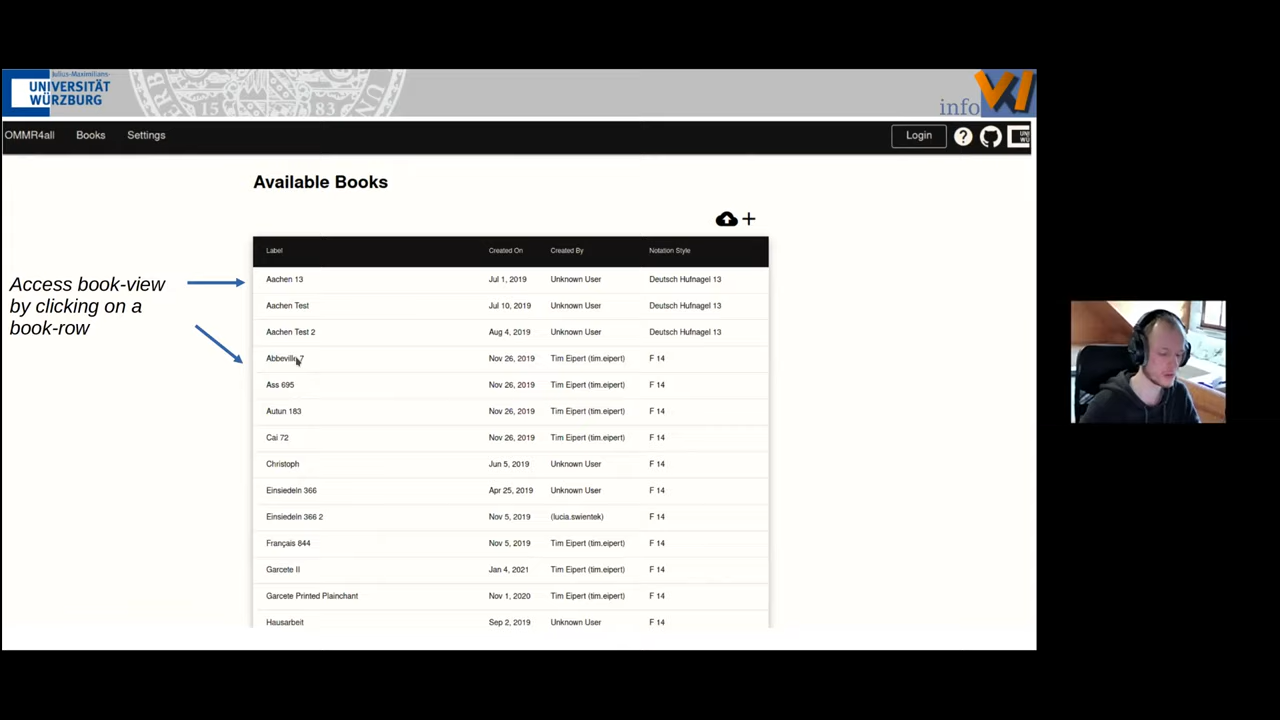 Julius-Maximilians-
UNIVERSITÄT
WÜRZBURG
info
OMMR4all Books Settings Login
Available Books
Label Created On Created By Notation Style
Aachen 13 Jul 1, 2019 Unknown User Deutsch Hufnagel 13
Aachen Test Jul 10, 2019 Unknown User Deutsch Hufnagel 13
Aachen Test 2 Aug 4, 2019 Unknown User Deutsch Hufnagel 13
Abbeville 7 Nov 26, 2019 Tim Eipert (tim.eipert) F 14
Ass 695 Nov 26, 2019 Tim Eipert (tim.eipert) F 14
Autun 183 Nov 26, 2019 Tim Eipert (tim.eipert) F 14
Cai 72 Nov 26, 2019 Tim Eipert (tim.eipert) F 14
Christoph Jun 5, 2019 Unknown User F 14
Einsiedeln 366 Apr 25, 2019 Unknown User F 14
Einsiedeln 366 2 Nov 5, 2019 (lucia.swientek) F 14
Français 844 Nov 5, 2019 Tim Eipert (tim.eipert) F 14
Garcete II Jan 4, 2021 Tim Eipert (tim.eipert) F 14
Garcete Printed Plainchant Nov 1, 2020 Tim Eipert (tim.eipert) F 14
Hausarbeit Sep 2, 2019 Unknown User F 14
Access book-view
by clicking on a
book-row